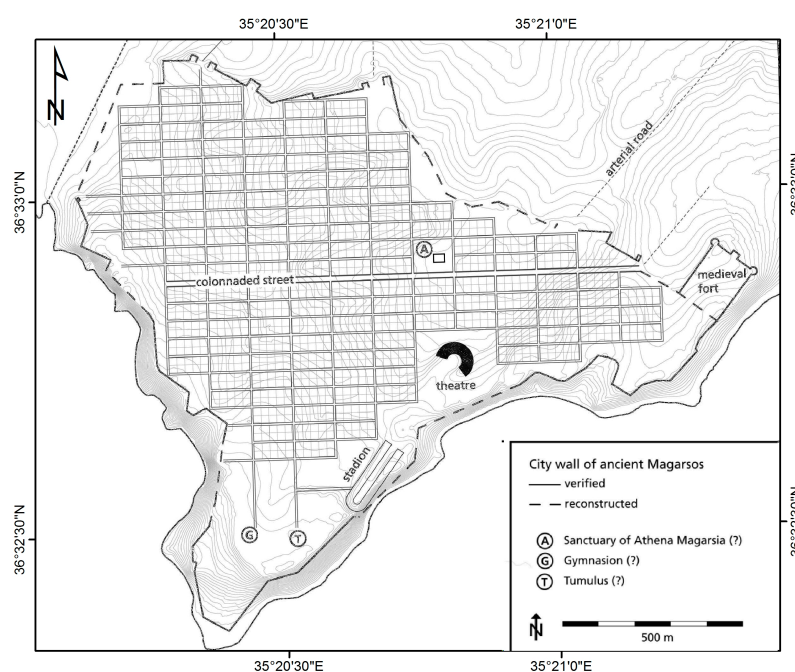 35°20'30"E
35°21'0"E
N
36°33'0"N
arterial road
A
colonnaded street
medieval
fort
theatre
stadion
G
T
36°32'30"N
City wall of ancient Magarsos
verified
reconstructed
A Sanctuary of Athena Magarsia (?)
G Gymnasion (?)
T Tumulus (?)
N
500 m
35°20'30"E
35°21'0"E